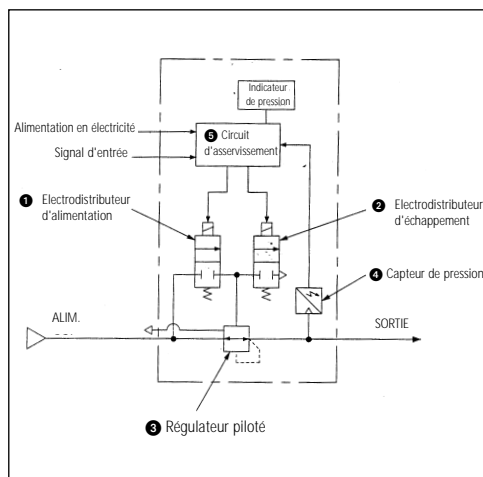 Indicateur
de pression
Alimentation en électricité
Signal d'entrée
5 Circuit
d'asservissement
1 Electrodistributeur
d'alimentation
2 Electrodistributeur
d'échappement
4 Capteur de pression
ALIM.
SORTIE
3 Régulateur piloté